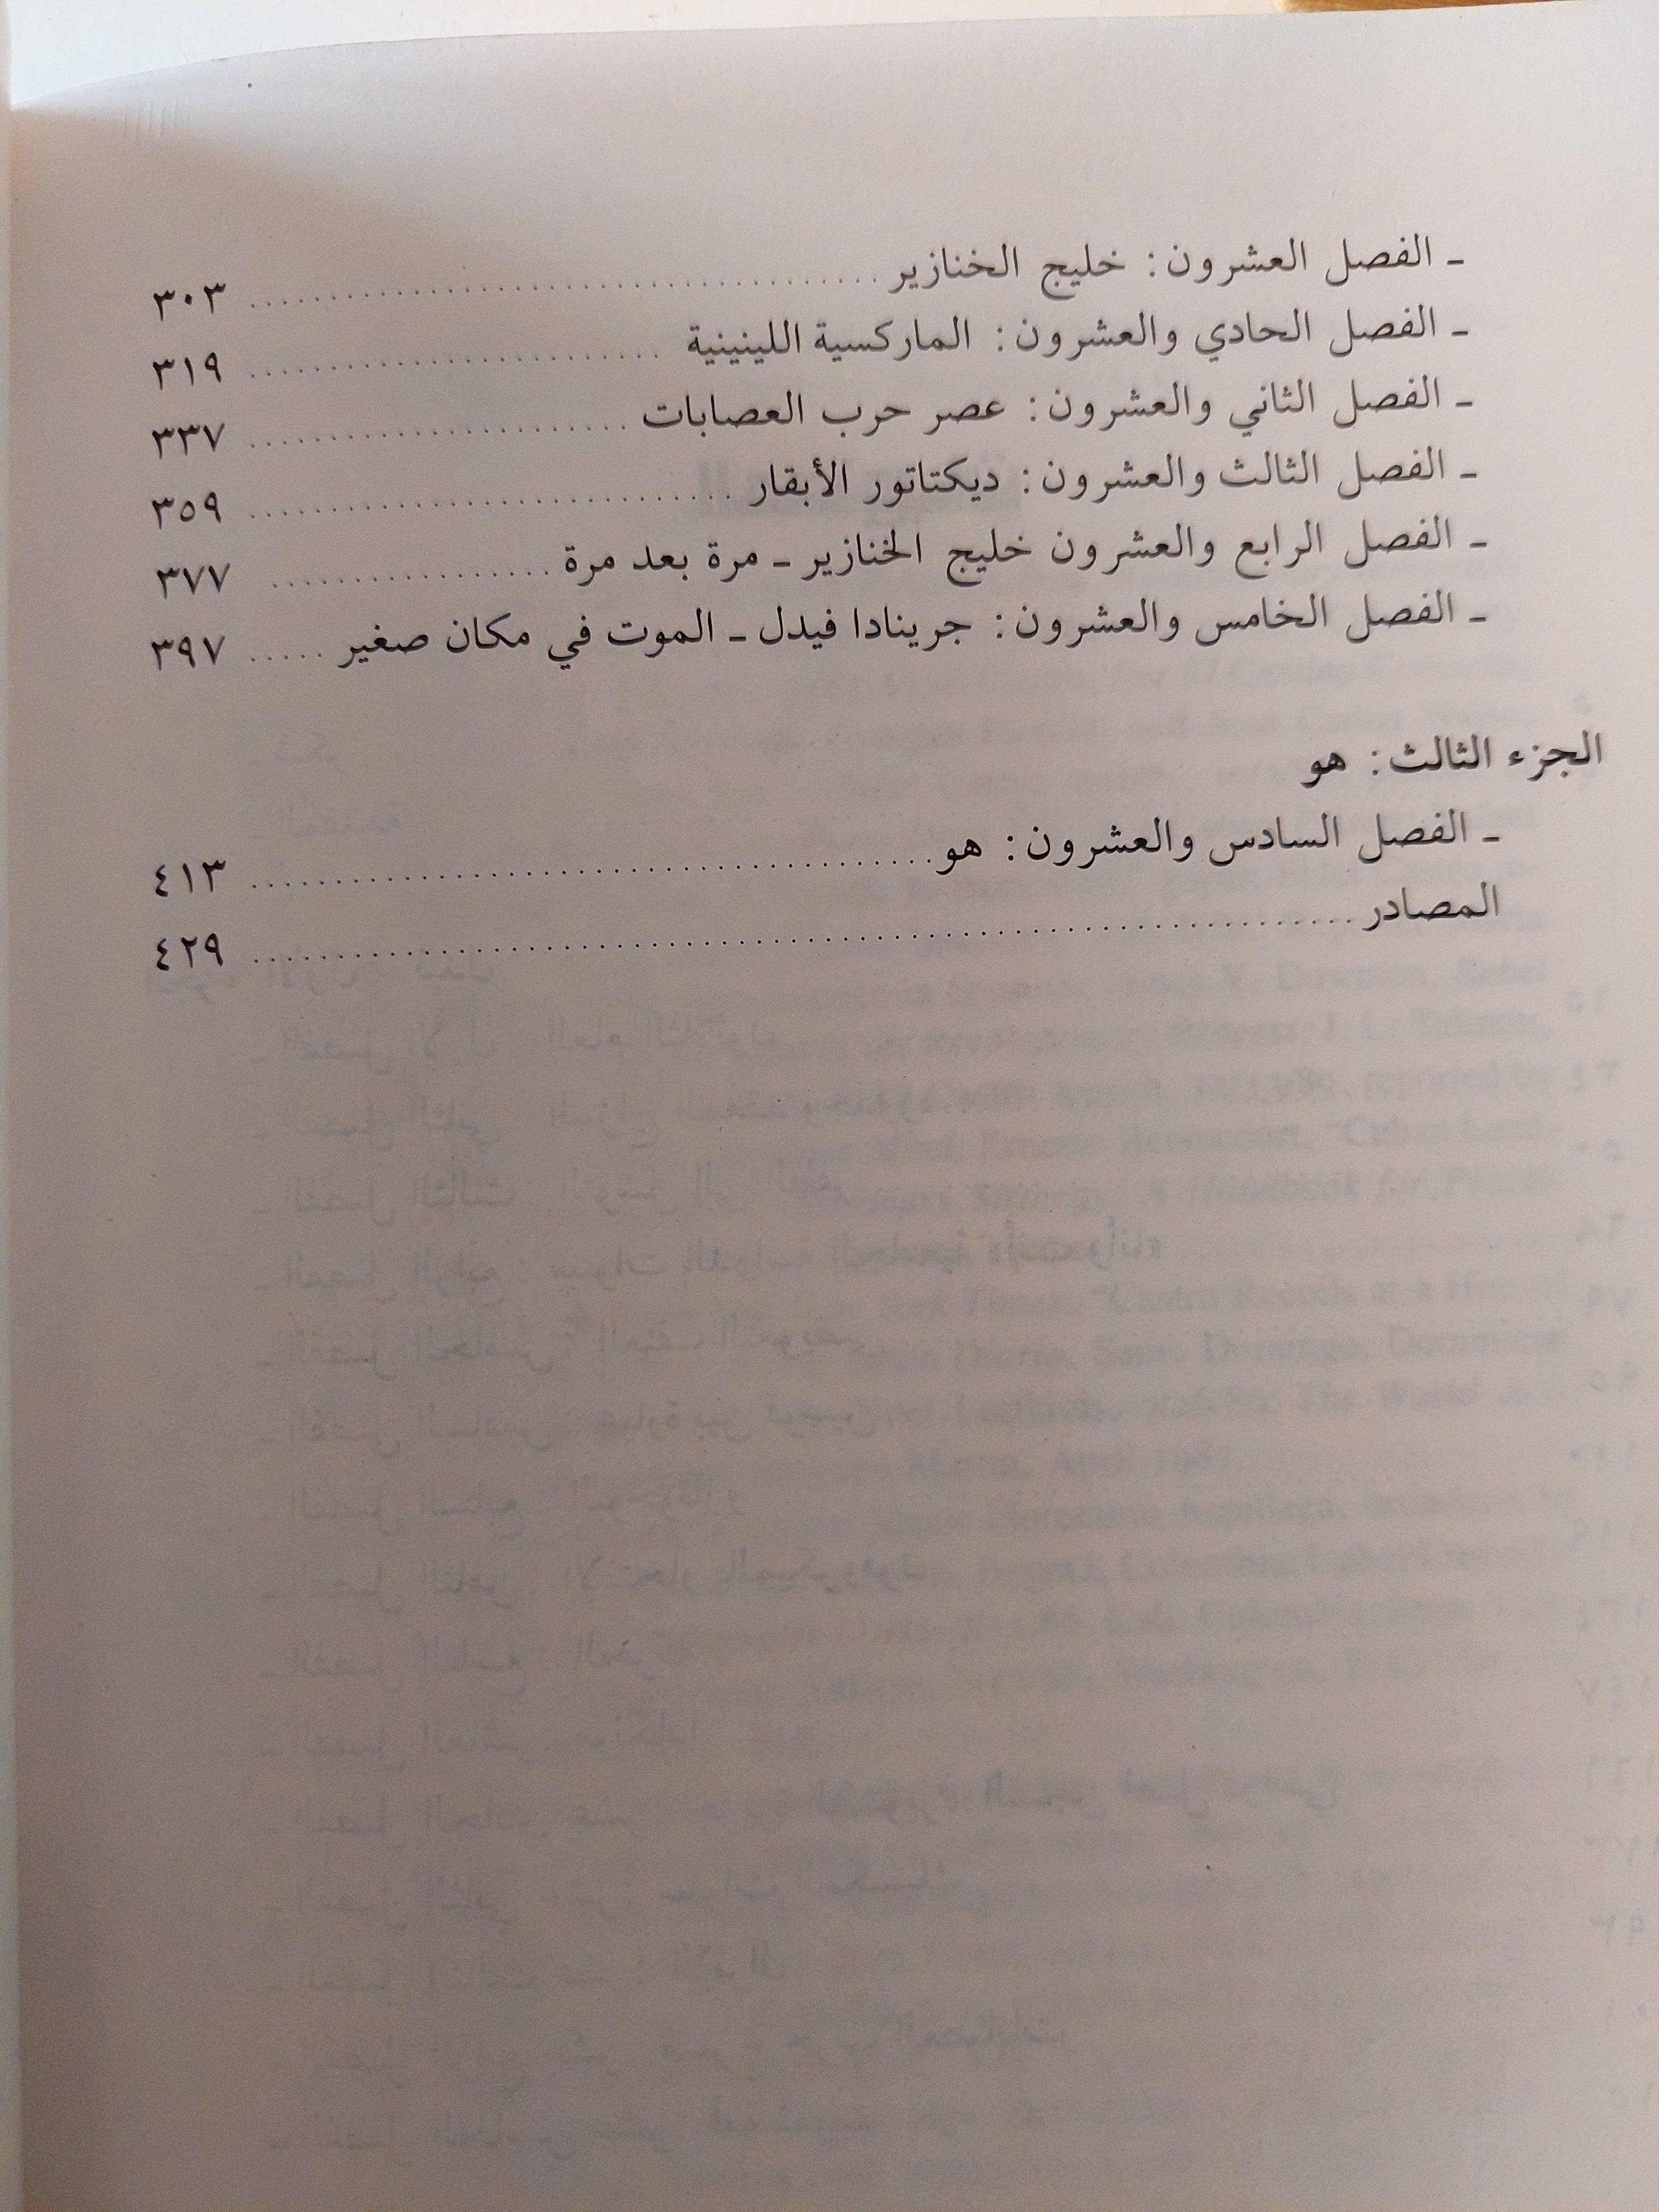 ـ الفصل العشرون: خليج الخنازير ........................................ ٣٠٣
ـ الفصل الحادي والعشرون: الماركسية اللينينية .......................... ٣١٩
ـ الفصل الثاني والعشرون: عصر حرب العصابات ........................ ٣٣٧
ـ الفصل الثالث والعشرون: ديكتاتور الأبقار .............................. ٣٥٩
ـ الفصل الرابع والعشرون خليج الخنازير ـ مرة بعد مرة ................. ٣٧٧
ـ الفصل الخامس والعشرون: جرينادا فيدل ـ الموت في مكان صغير ..... ٣٩٧
الجزء الثالث: هو
ـ الفصل السادس والعشرون: هو ........................................ ٤١٣
المصادر ................................................................ ٤٢٩